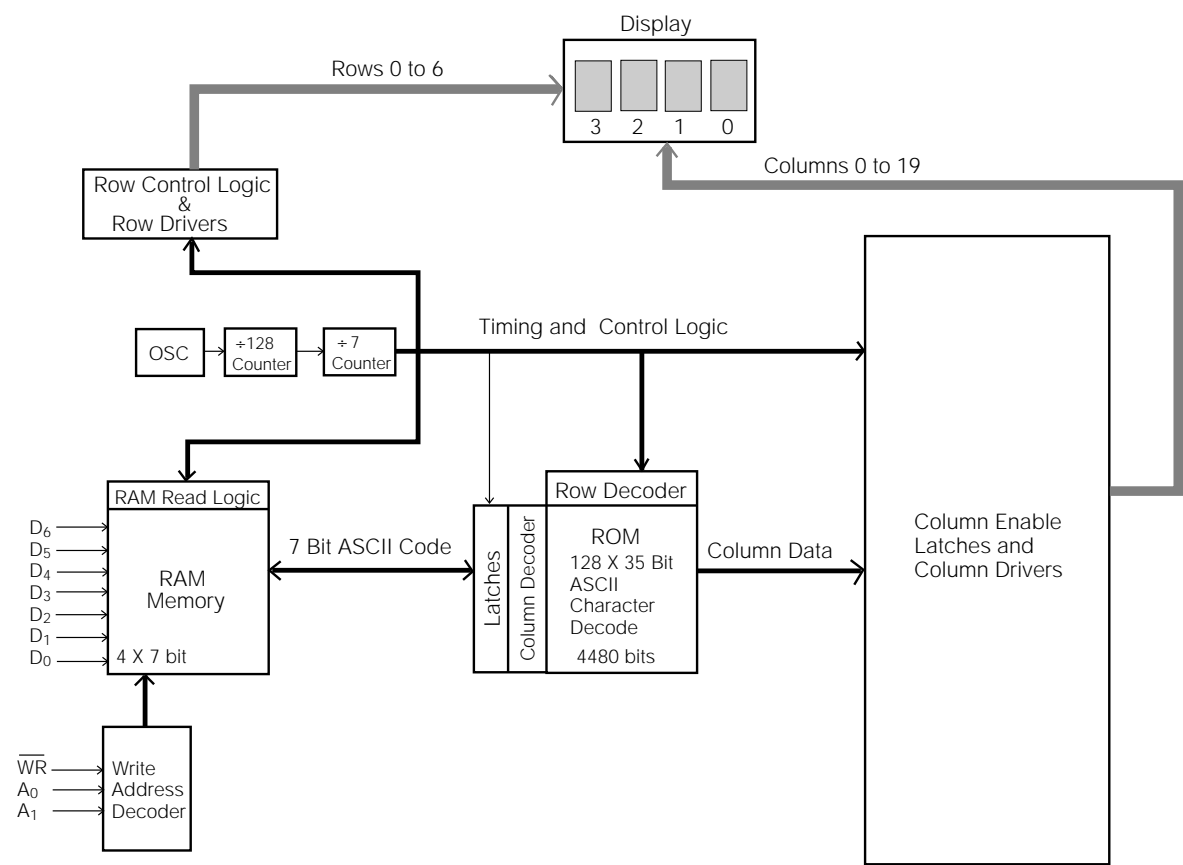 Display
Rows 0 to 6
3 2 1 0
Columns 0 to 19
Row Control Logic
&
Row Drivers
Timing and Control Logic
OSC
÷128
Counter
÷ 7
Counter
RAM Read Logic
RAM
Memory
4 X 7 bit
D₆
D₅
D₄
D₃
D₂
D₁
D₀
7 Bit ASCII Code
Latches
Column Decoder
Row Decoder
ROM
128 X 35 Bit
ASCII
Character
Decode
4480 bits
Column Data
Column Enable
Latches and
Column Drivers
W̅R̅
A₀
A₁
Write
Address
Decoder